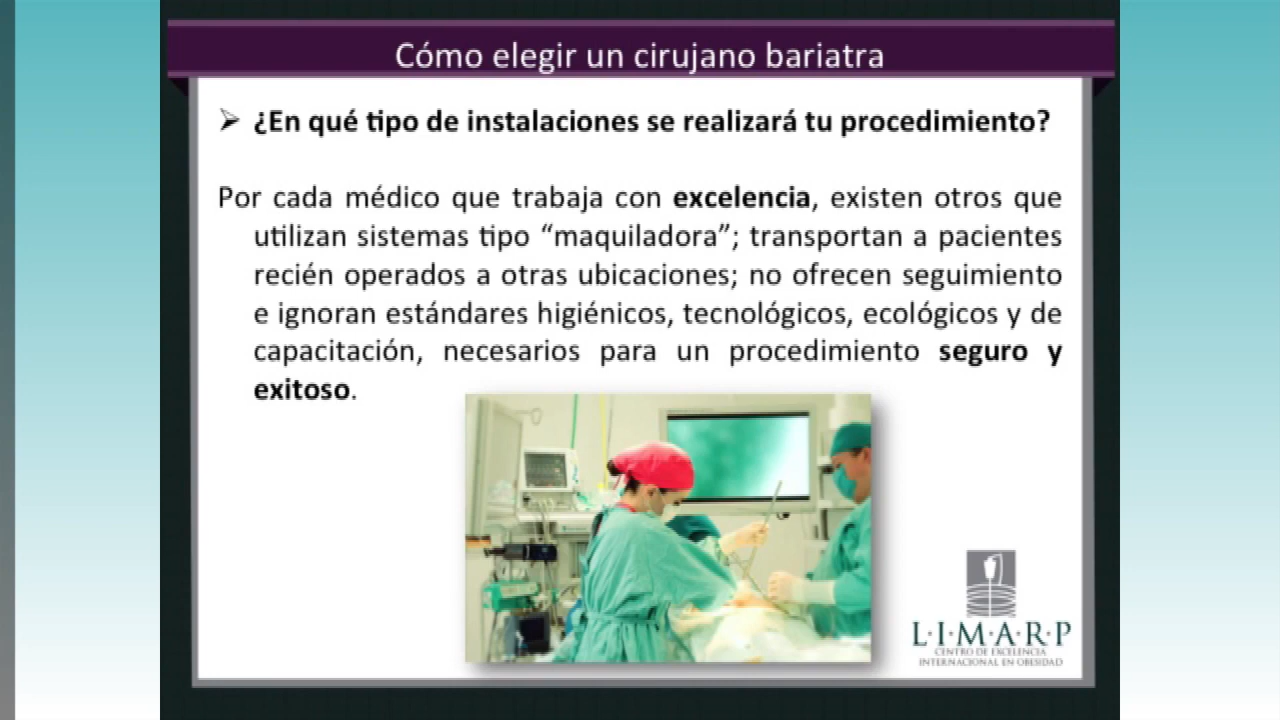 Cómo elegir un cirujano bariatra
➢ ¿En qué tipo de instalaciones se realizará tu procedimiento?
Por cada médico que trabaja con excelencia, existen otros que
utilizan sistemas tipo “maquiladora”; transportan a pacientes
recién operados a otras ubicaciones; no ofrecen seguimiento
e ignoran estándares higiénicos, tecnológicos, ecológicos y de
capacitación, necesarios para un procedimiento seguro y
exitoso.
L·I·M·A·R·P
CENTRO DE EXCELENCIA
INTERNACIONAL EN OBESIDAD